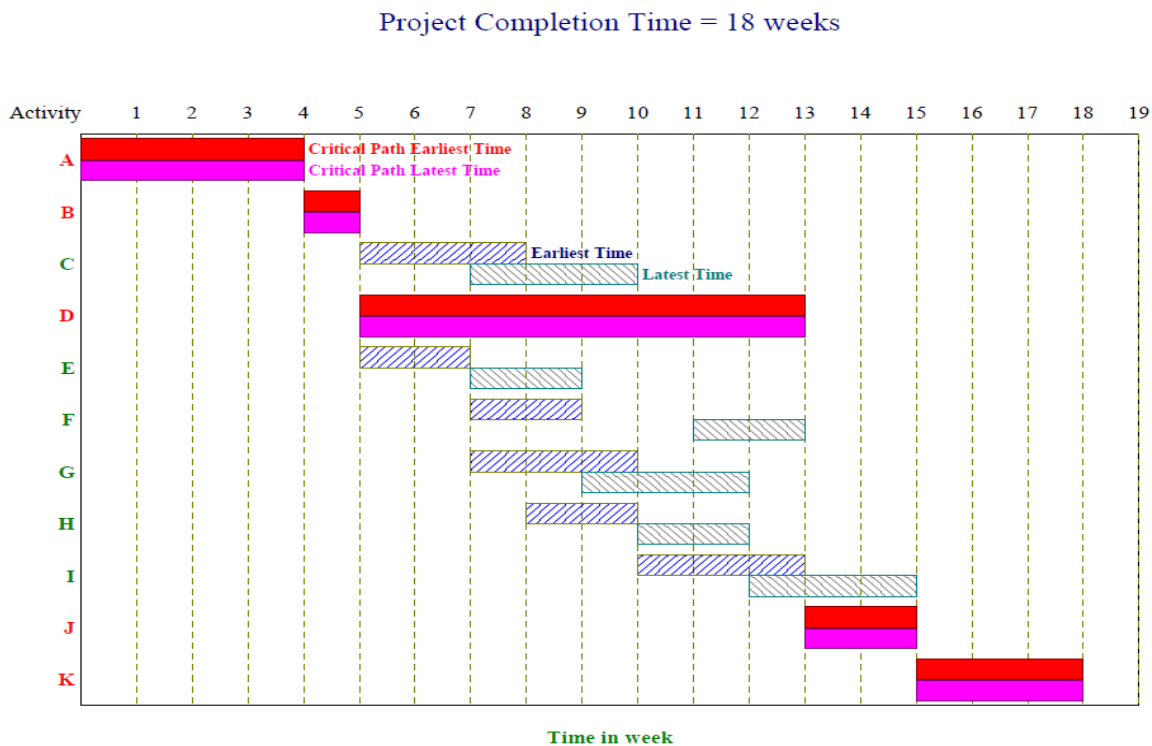 Project Completion Time = 18 weeks
Activity 1 2 3 4 5 6 7 8 9 10 11 12 13 14 15 16 17 18 19
A Critical Path Earliest Time
Critical Path Latest Time
B
C Earliest Time
Latest Time
D
E
F
G
H
I
J
K
Time in week